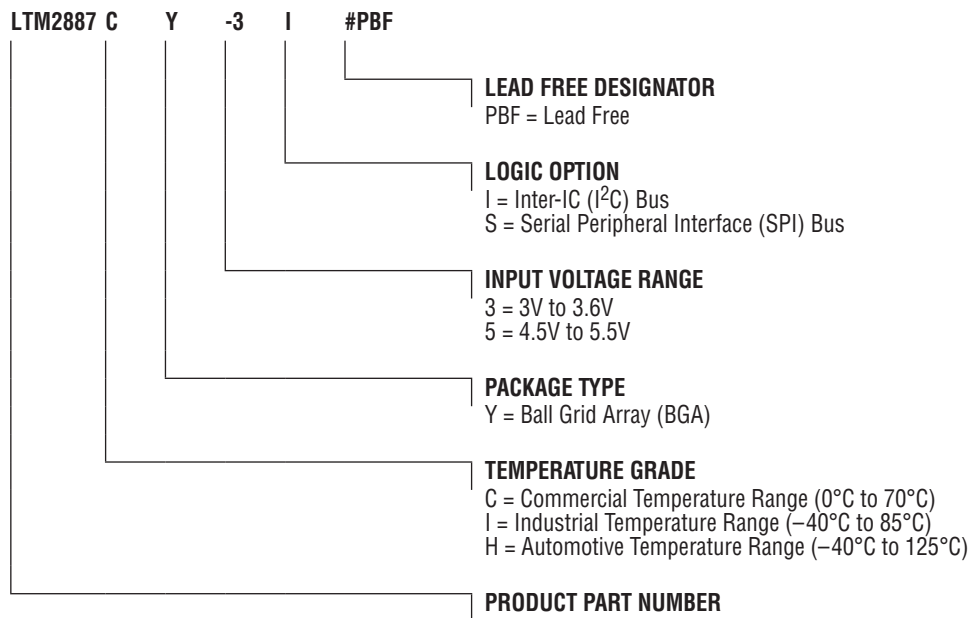 LTM2887 C Y -3 I #PBF
LEAD FREE DESIGNATOR
PBF = Lead Free
LOGIC OPTION
I = Inter-IC (I²C) Bus
S = Serial Peripheral Interface (SPI) Bus
INPUT VOLTAGE RANGE
3 = 3V to 3.6V
5 = 4.5V to 5.5V
PACKAGE TYPE
Y = Ball Grid Array (BGA)
TEMPERATURE GRADE
C = Commercial Temperature Range (0°C to 70°C)
I = Industrial Temperature Range (–40°C to 85°C)
H = Automotive Temperature Range (–40°C to 125°C)
PRODUCT PART NUMBER